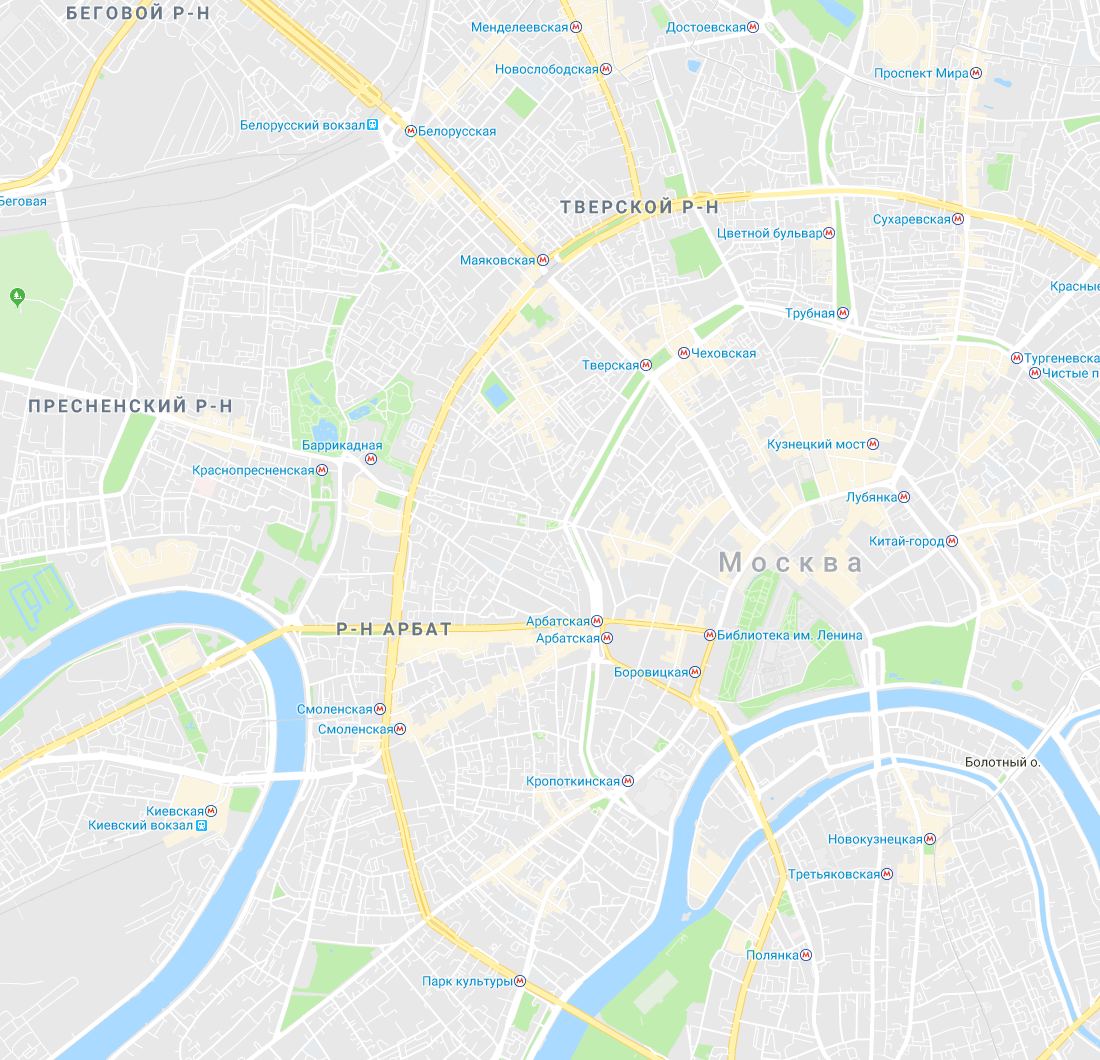 БЕГОВОЙ Р-Н
Менделеевская
Достоевская
Новослободская
Проспект Мира
Белорусский вокзал
Белорусская
Беговая
ТВЕРСКОЙ Р-Н
Сухаревская
Цветной бульвар
Маяковская
Красные
Трубная
Чеховская
Тургеневска
Тверская
Чистые п
ПРЕСНЕНСКИЙ Р-Н
Баррикадная
Кузнецкий мост
Краснопресненская
Лубянка
Китай-город
Москва
Арбатская
Р-Н АРБАТ
Арбатская
Библиотека им. Ленина
Боровицкая
Смоленская
Смоленская
Болотный о.
Кропоткинская
Киевская
Киевский вокзал
Новокузнецкая
Третьяковская
Полянка
Парк культуры